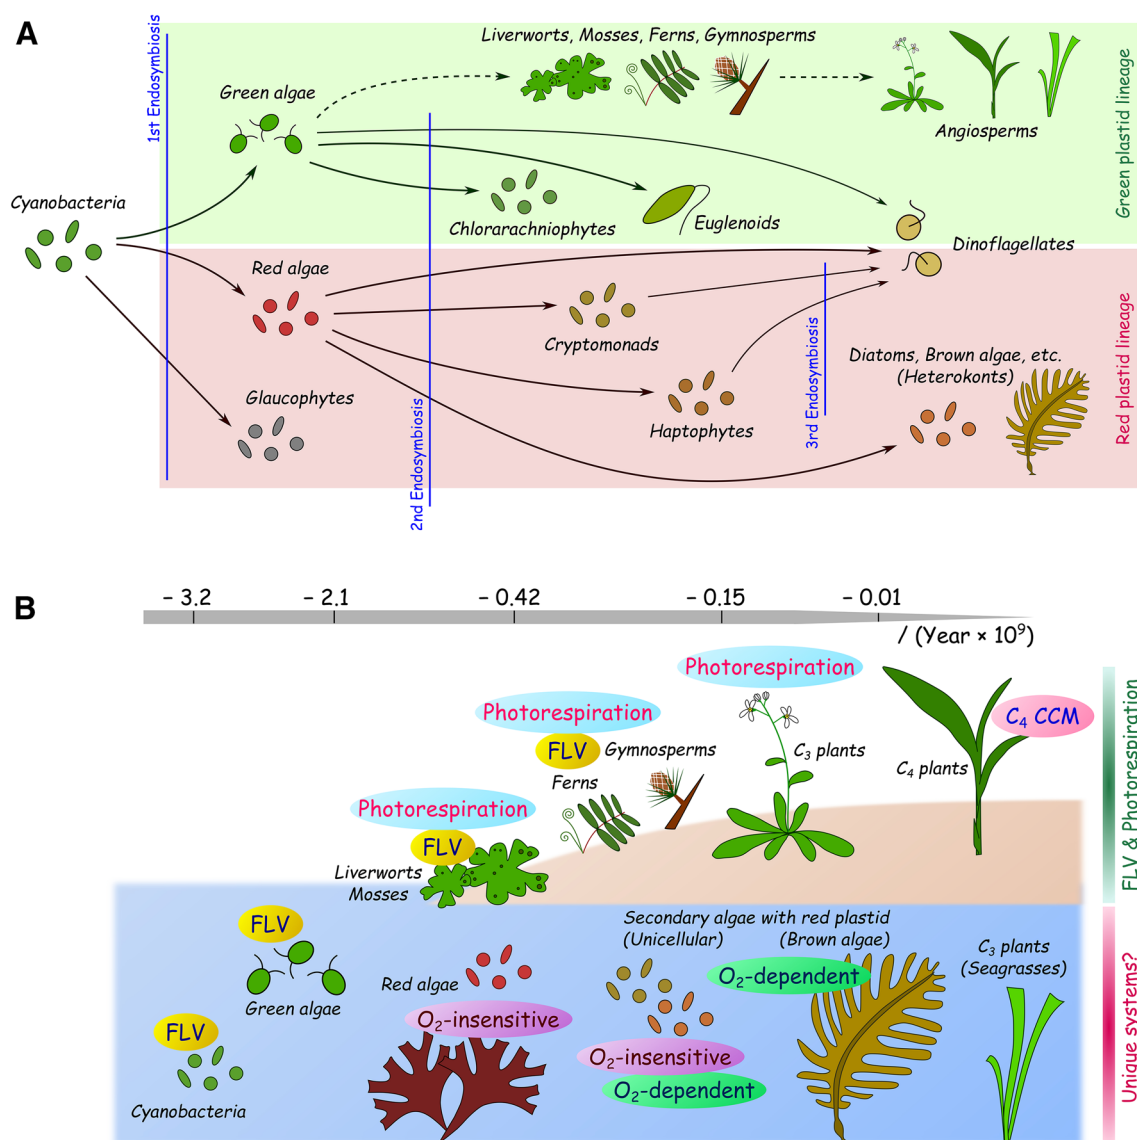 A
1st Endosymbiosis
Liverworts, Mosses, Ferns, Gymnosperms
Green algae
Angiosperms
Green plastid lineage
Cyanobacteria
Chlorarachniophytes
Euglenoids
Dinoflagellates
Red algae
Cryptomonads
Glaucophytes
Haptophytes
2nd Endosymbiosis
3rd Endosymbiosis
Diatoms, Brown algae, etc.
(Heterokonts)
Red plastid lineage
B
– 3.2
– 2.1
– 0.42
– 0.15
– 0.01
/ (Year × 10⁹)
Photorespiration
C₄ CCM
Photorespiration
FLV
Gymnosperms
C₃ plants
C₄ plants
Ferns
Photorespiration
FLV
Liverworts
Mosses
FLV & Photorespiration
FLV
Green algae
Red algae
O₂-insensitive
Secondary algae with red plastid
(Unicellular)
(Brown algae)
O₂-dependent
C₃ plants
(Seagrasses)
FLV
Cyanobacteria
O₂-insensitive
O₂-dependent
Unique systems?